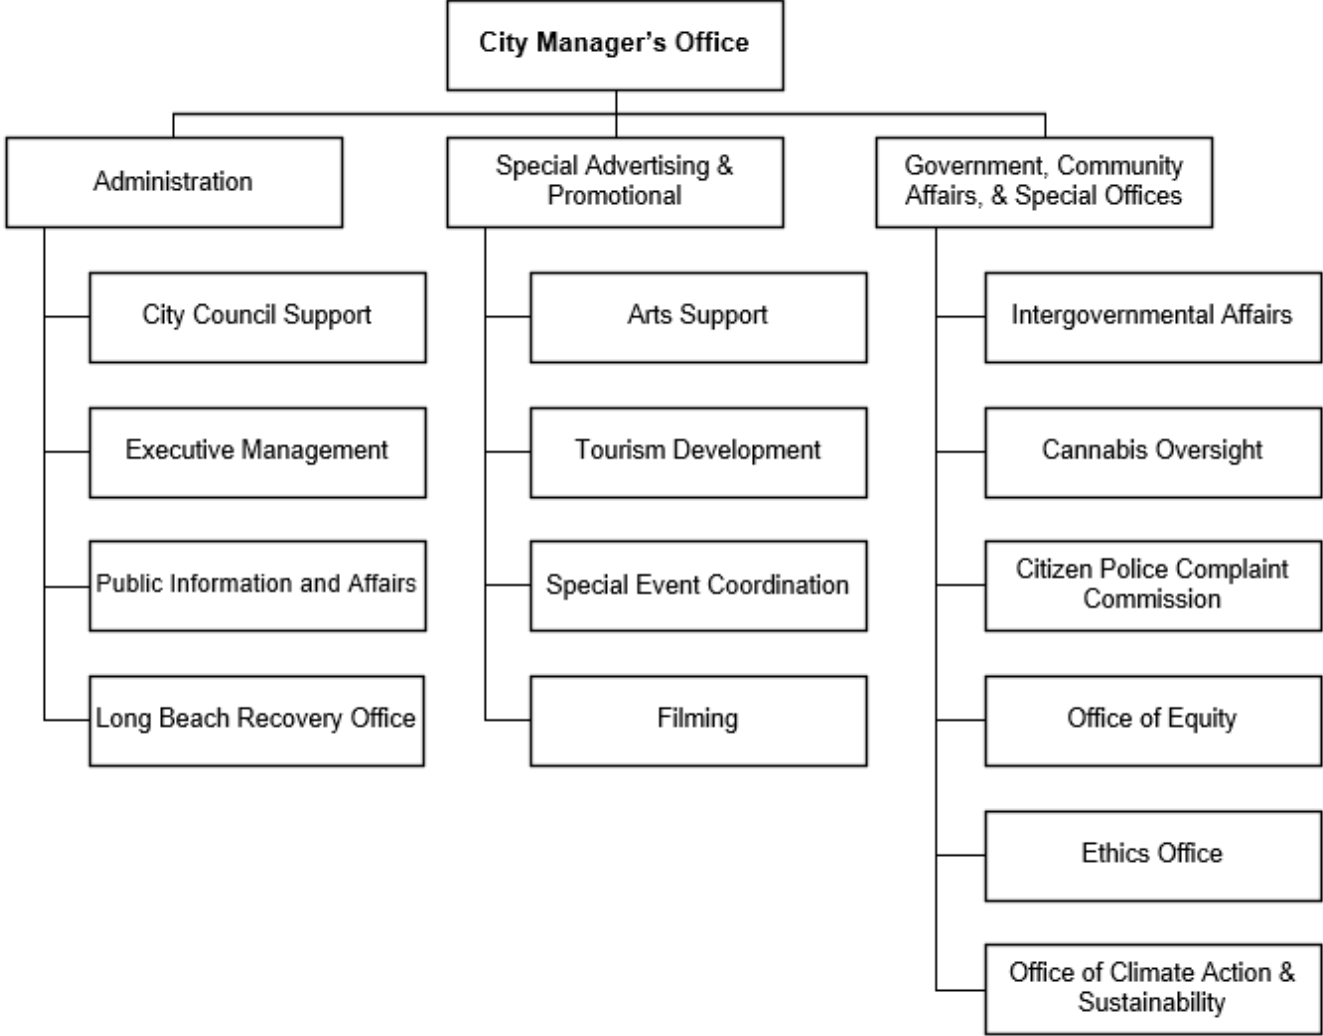 City Manager's Office
Administration
Special Advertising &
Promotional
Government, Community
Affairs, & Special Offices
City Council Support
Arts Support
Intergovernmental Affairs
Executive Management
Tourism Development
Cannabis Oversight
Public Information and Affairs
Special Event Coordination
Citizen Police Complaint
Commission
Long Beach Recovery Office
Filming
Office of Equity
Ethics Office
Office of Climate Action &
Sustainability